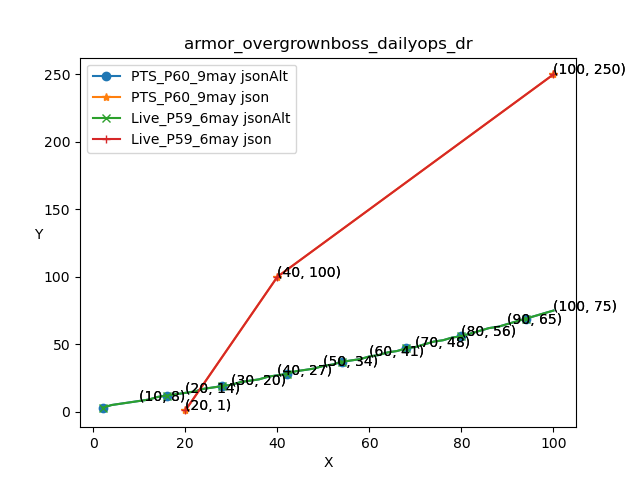 armor_overgrownboss_dailyops_dr
PTS_P60_9may jsonAlt
PTS_P60_9may json
Live_P59_6may jsonAlt
Live_P59_6may json
(100, 250)
(40, 100)
(100, 75)
(90, 65)
(80, 56)
(70, 48)
(60, 41)
(50, 34)
(40, 27)
(30, 20)
(20, 14)
(10, 8)
(20, 1)
250
200
150
100
50
0
Y
0 20 40 60 80 100
X